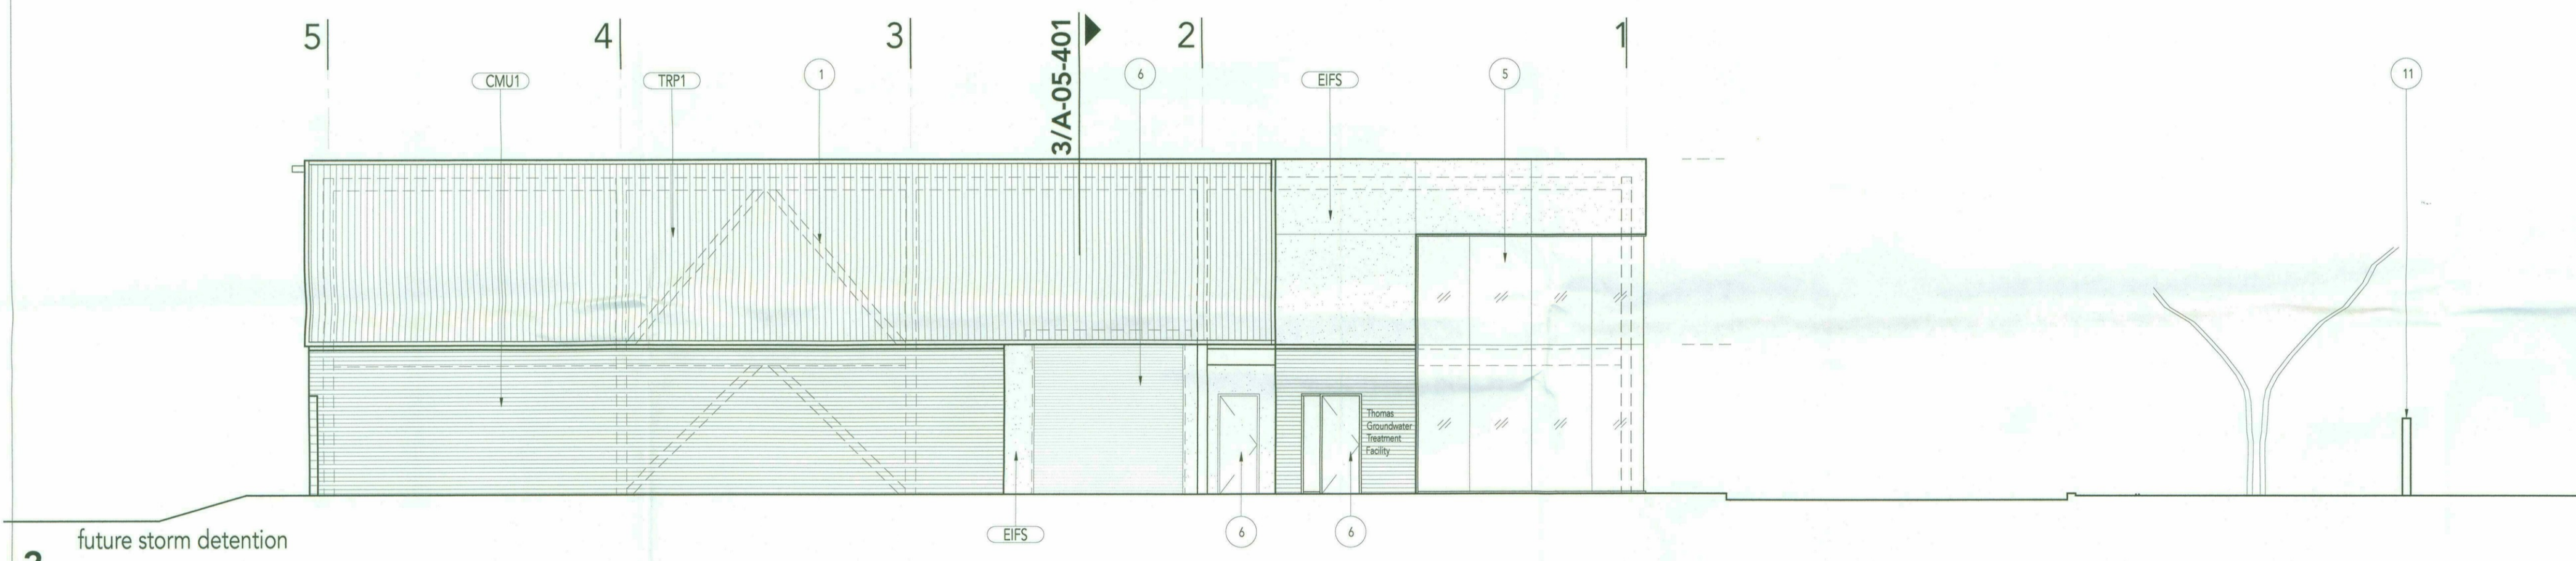 5
4
3
3/A-05-401
2
1
CMU1
TRP1
1
6
EIFS
5
11
Thomas
Groundwater
Treatment
Facility
EIFS
6
6
future storm detention